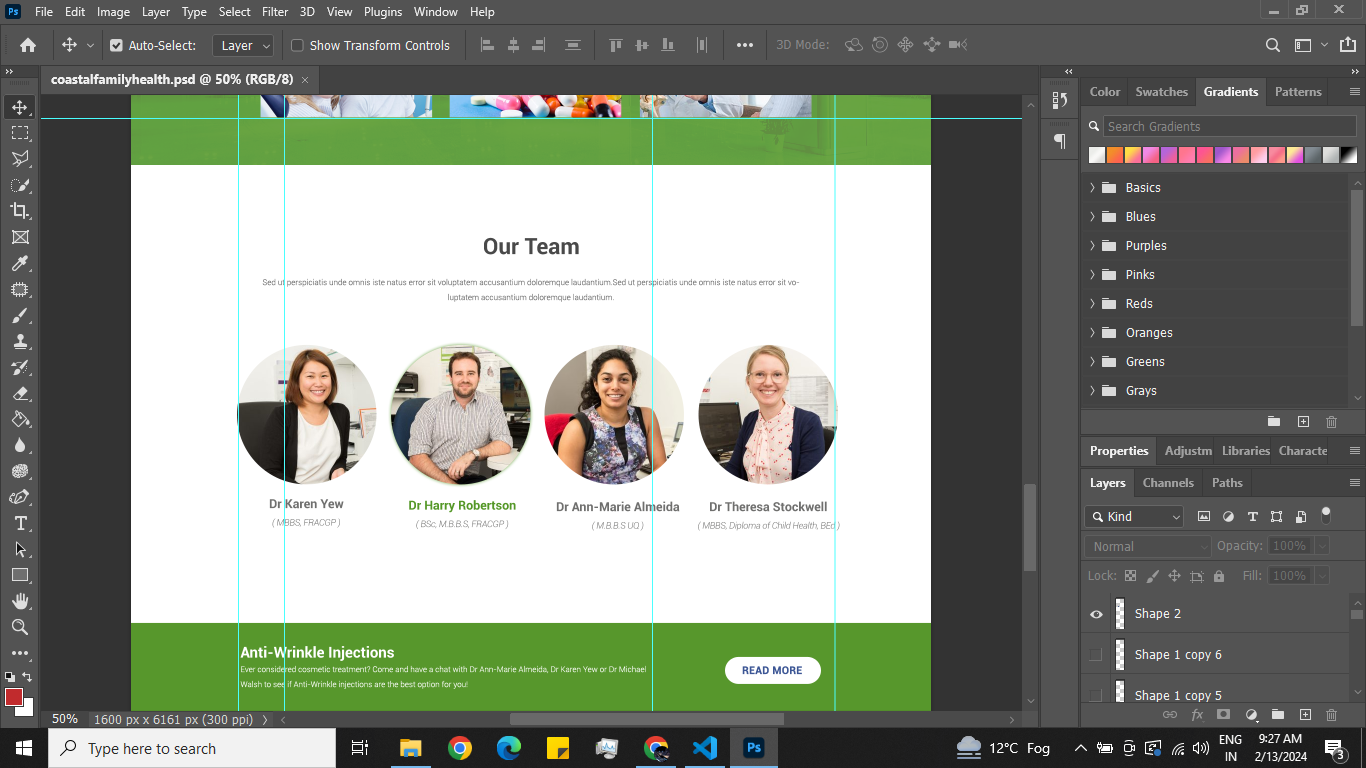 Ps File Edit Image Layer Type Select Filter 3D View Plugins Window Help
Auto-Select: Layer Show Transform Controls 3D Mode:
coastalfamilyhealth.psd @ 50% (RGB/8) ×
Color Swatches Gradients Patterns
Search Gradients
Basics
Blues
Purples
Pinks
Reds
Oranges
Greens
Grays
Our Team
Sed ut perspiciatis unde omnis iste natus error sit voluptatem accusantium doloremque laudantium.Sed ut perspiciatis unde omnis iste natus error sit vo-
luptatem accusantium doloremque laudantium.
Dr Karen Yew
( MBBS, FRACGP )
Dr Harry Robertson
( BSc, M.B.B.S, FRACGP )
Dr Ann-Marie Almeida
( M.B.B.S UQ )
Dr Theresa Stockwell
( MBBS, Diploma of Child Health, BEd )
Anti-Wrinkle Injections
Ever considered cosmetic treatment? Come and have a chat with Dr Ann-Marie Almeida, Dr Karen Yew or Dr Michael
Walsh to see if Anti-Wrinkle injections are the best option for you!
READ MORE
Properties Adjustm Libraries Characte
Layers Channels Paths
Kind
Normal Opacity: 100%
Lock: Fill: 100%
Shape 2
Shape 1 copy 6
Shape 1 copy 5
50% 1600 px x 6161 px (300 ppi)
Type here to search
Ps
12°C Fog
ENG
IN
9:27 AM
2/13/2024
3